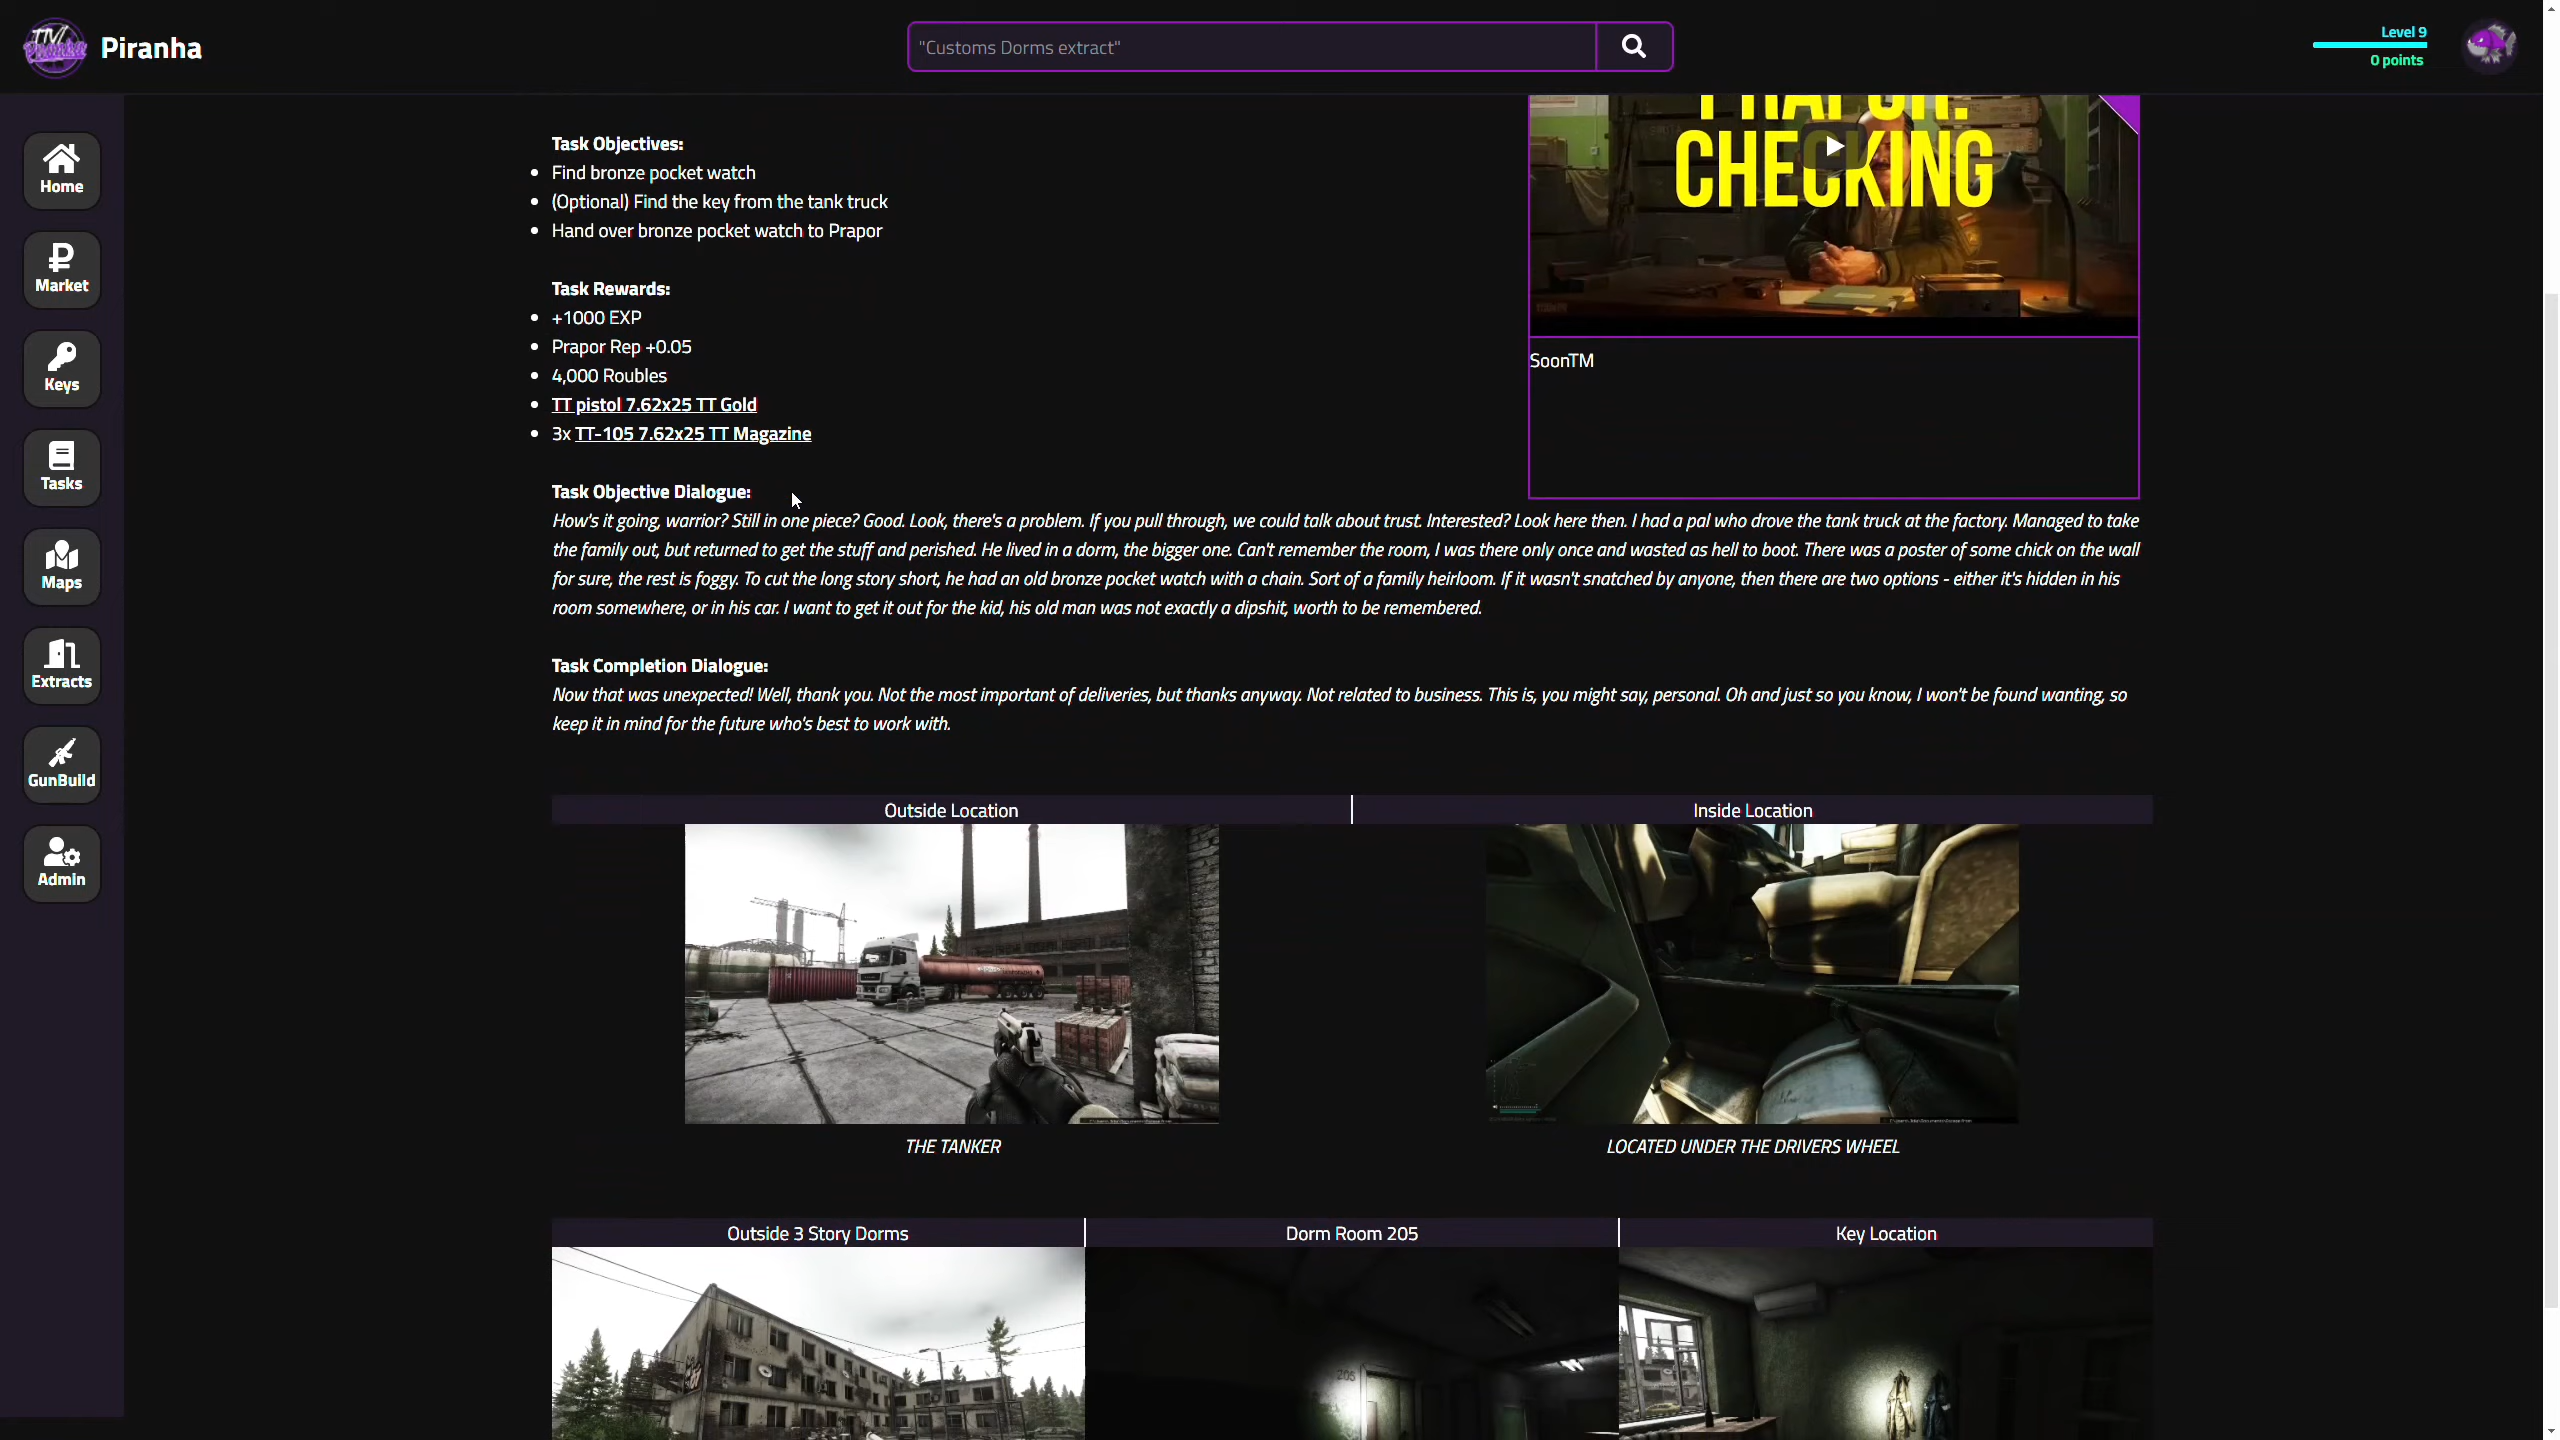 TTV
Piranha
Piranha
"Customs Dorms extract"
Level 9
0 points
Home
Market
Keys
Tasks
Maps
Extracts
GunBuild
Admin
Task Objectives:
Find bronze pocket watch
(Optional) Find the key from the tank truck
Hand over bronze pocket watch to Prapor
Task Rewards:
+1000 EXP
Prapor Rep +0.05
4,000 Roubles
TT pistol 7.62x25 TT Gold
3x TT-105 7.62x25 TT Magazine
PRAPOR:
CHECKING
SoonTM
Task Objective Dialogue:
How's it going, warrior? Still in one piece? Good. Look, there's a problem. If you pull through, we could talk about trust. Interested? Look here then. I had a pal who drove the tank truck at the factory. Managed to take
the family out, but returned to get the stuff and perished. He lived in a dorm, the bigger one. Can't remember the room, I was there only once and wasted as hell to boot. There was a poster of some chick on the wall
for sure, the rest is foggy. To cut the long story short, he had an old bronze pocket watch with a chain. Sort of a family heirloom. If it wasn't snatched by anyone, then there are two options - either it's hidden in his
room somewhere, or in his car. I want to get it out for the kid, his old man was not exactly a dipshit, worth to be remembered.
Task Completion Dialogue:
Now that was unexpected! Well, thank you. Not the most important of deliveries, but thanks anyway. Not related to business. This is, you might say, personal. Oh and just so you know, I won't be found wanting, so
keep it in mind for the future who's best to work with.
Outside Location
Inside Location
THE TANKER
LOCATED UNDER THE DRIVERS WHEEL
Outside 3 Story Dorms
Dorm Room 205
Key Location
205